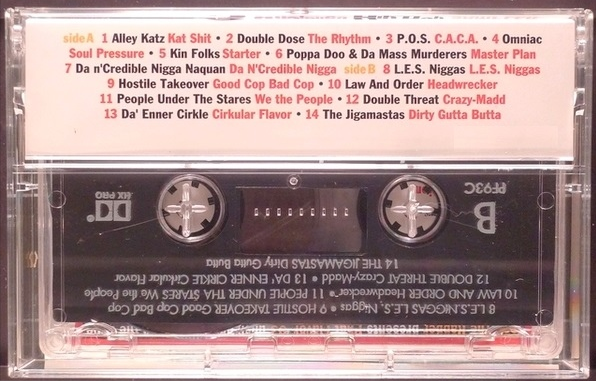 side A 1 Alley Katz Kat Shit • 2 Double Dose The Rhythm • 3 P.O.S. C.A.C.A. • 4 Omniac
Soul Pressure • 5 Kin Folks Starter • 6 Poppa Doo & Da Mass Murderers Master Plan
7 Da n'Credible Nigga Naquan Da N'Credible Nigga side B 8 L.E.S. Niggas L.E.S. Niggas
9 Hostile Takeover Good Cop Bad Cop • 10 Law And Order Headwrecker
11 People Under The Stares We the People • 12 Double Threat Crazy-Madd
13 Da' Enner Cirkle Cirkular Flavor • 14 The Jigamastas Dirty Gutta Butta
HX PRO
B
PF93C
8 L.E.S.NIGGAS L.E.S. Niggas • 9 HOSTILE TAKEOVER Good Cop Bad Cop
10 LAW AND ORDER Headwrecker • 11 PEOPLE UNDER THA STARES We the People
12 DOUBLE THREAT Crazy-Madd • 13 DA' ENNER CIRKLE Cirkular Flavor
14 THE JIGAMASTAS Dirty Gutta Butta